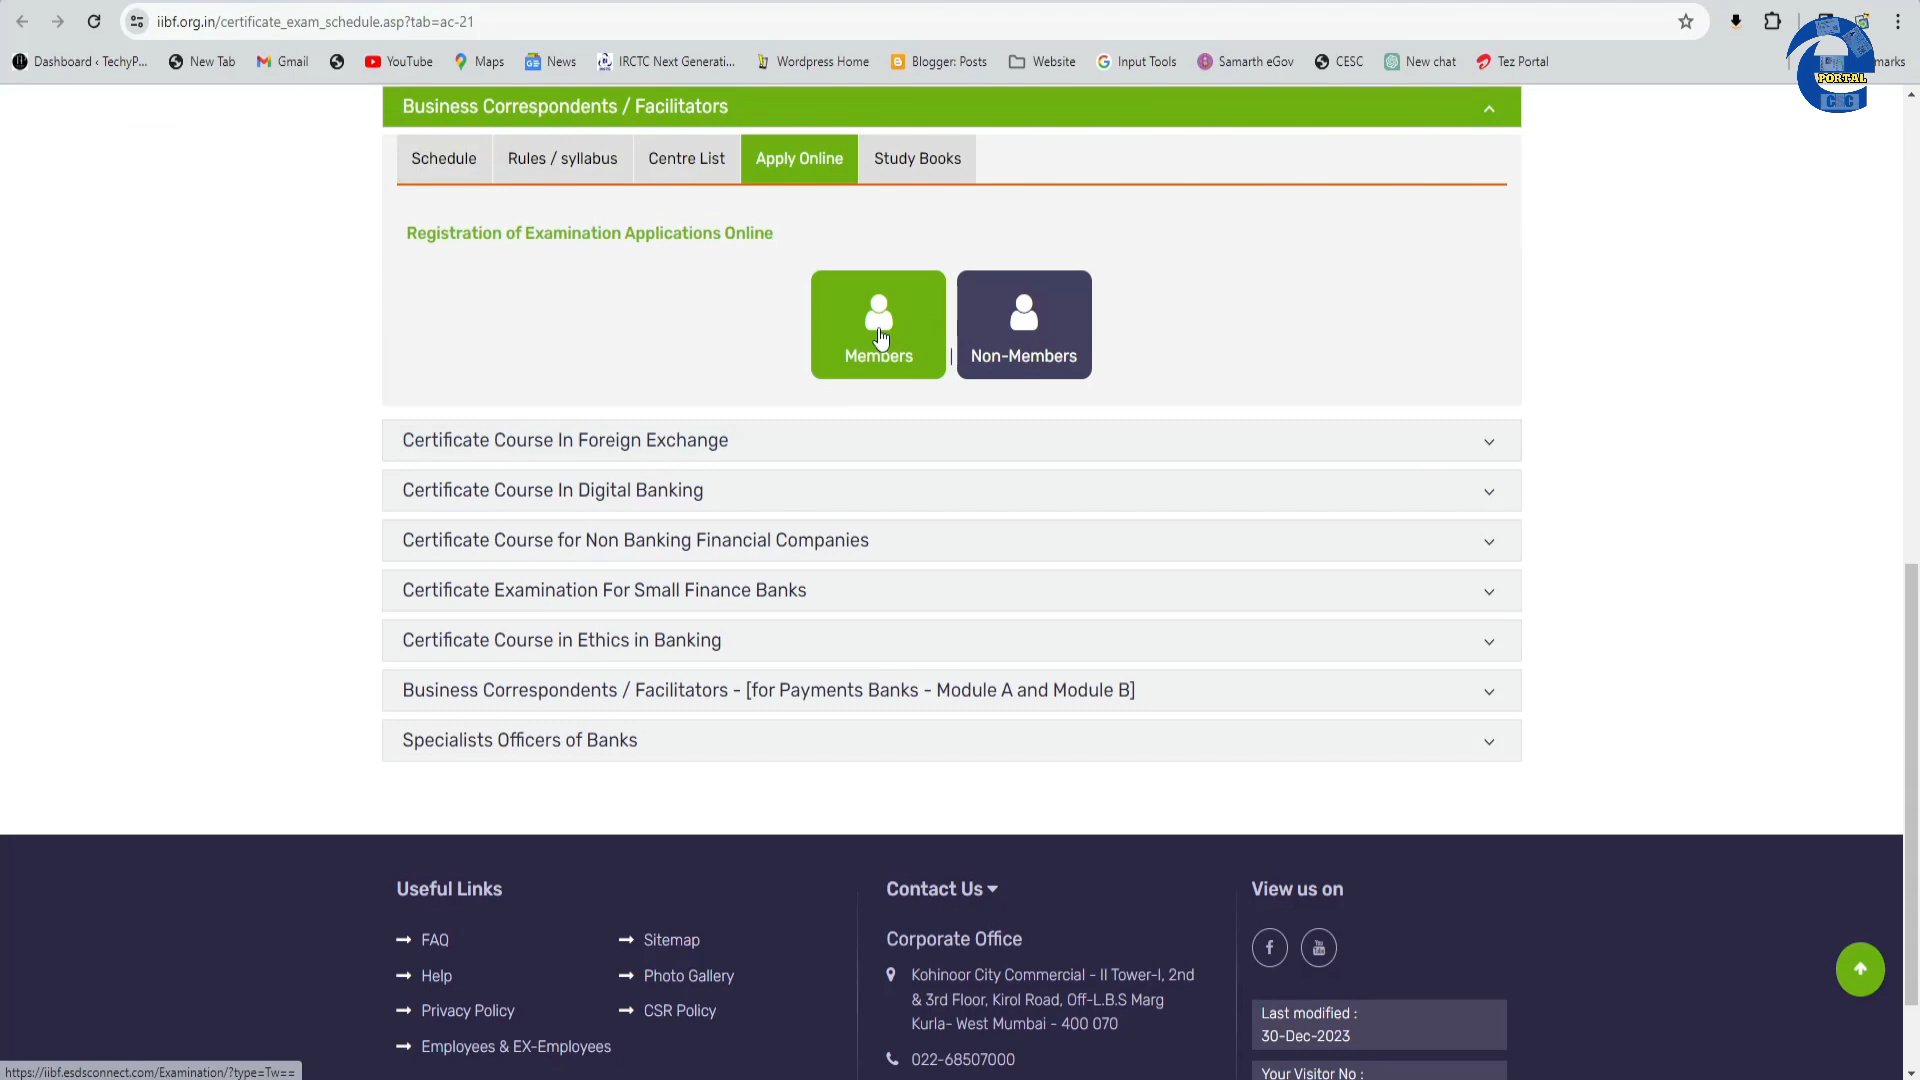 iibf.org.in/certificate_exam_schedule.asp?tab=ac-21
Dashboard ‹ TechyP... New Tab Gmail YouTube Maps News IRCTC Next Generati... Wordpress Home Blogger: Posts Website Input Tools Samarth eGov CESC New chat Tez Portal
PORTAL
CSC
Business Correspondents / Facilitators
Schedule Rules / syllabus Centre List Apply Online Study Books
Registration of Examination Applications Online
Members | Non-Members
Certificate Course In Foreign Exchange
Certificate Course In Digital Banking
Certificate Course for Non Banking Financial Companies
Certificate Examination For Small Finance Banks
Certificate Course in Ethics in Banking
Business Correspondents / Facilitators - [for Payments Banks - Module A and Module B]
Specialists Officers of Banks
Useful Links
FAQ Sitemap
Help Photo Gallery
Privacy Policy CSR Policy
Employees & EX-Employees
Contact Us
Corporate Office
Kohinoor City Commercial - II Tower-I, 2nd
& 3rd Floor, Kirol Road, Off-L.B.S Marg
Kurla- West Mumbai - 400 070
022-68507000
View us on
Last modified :
30-Dec-2023
Your Visitor No :
https://iibf.esdsconnect.com/Examination/?type=Tw==